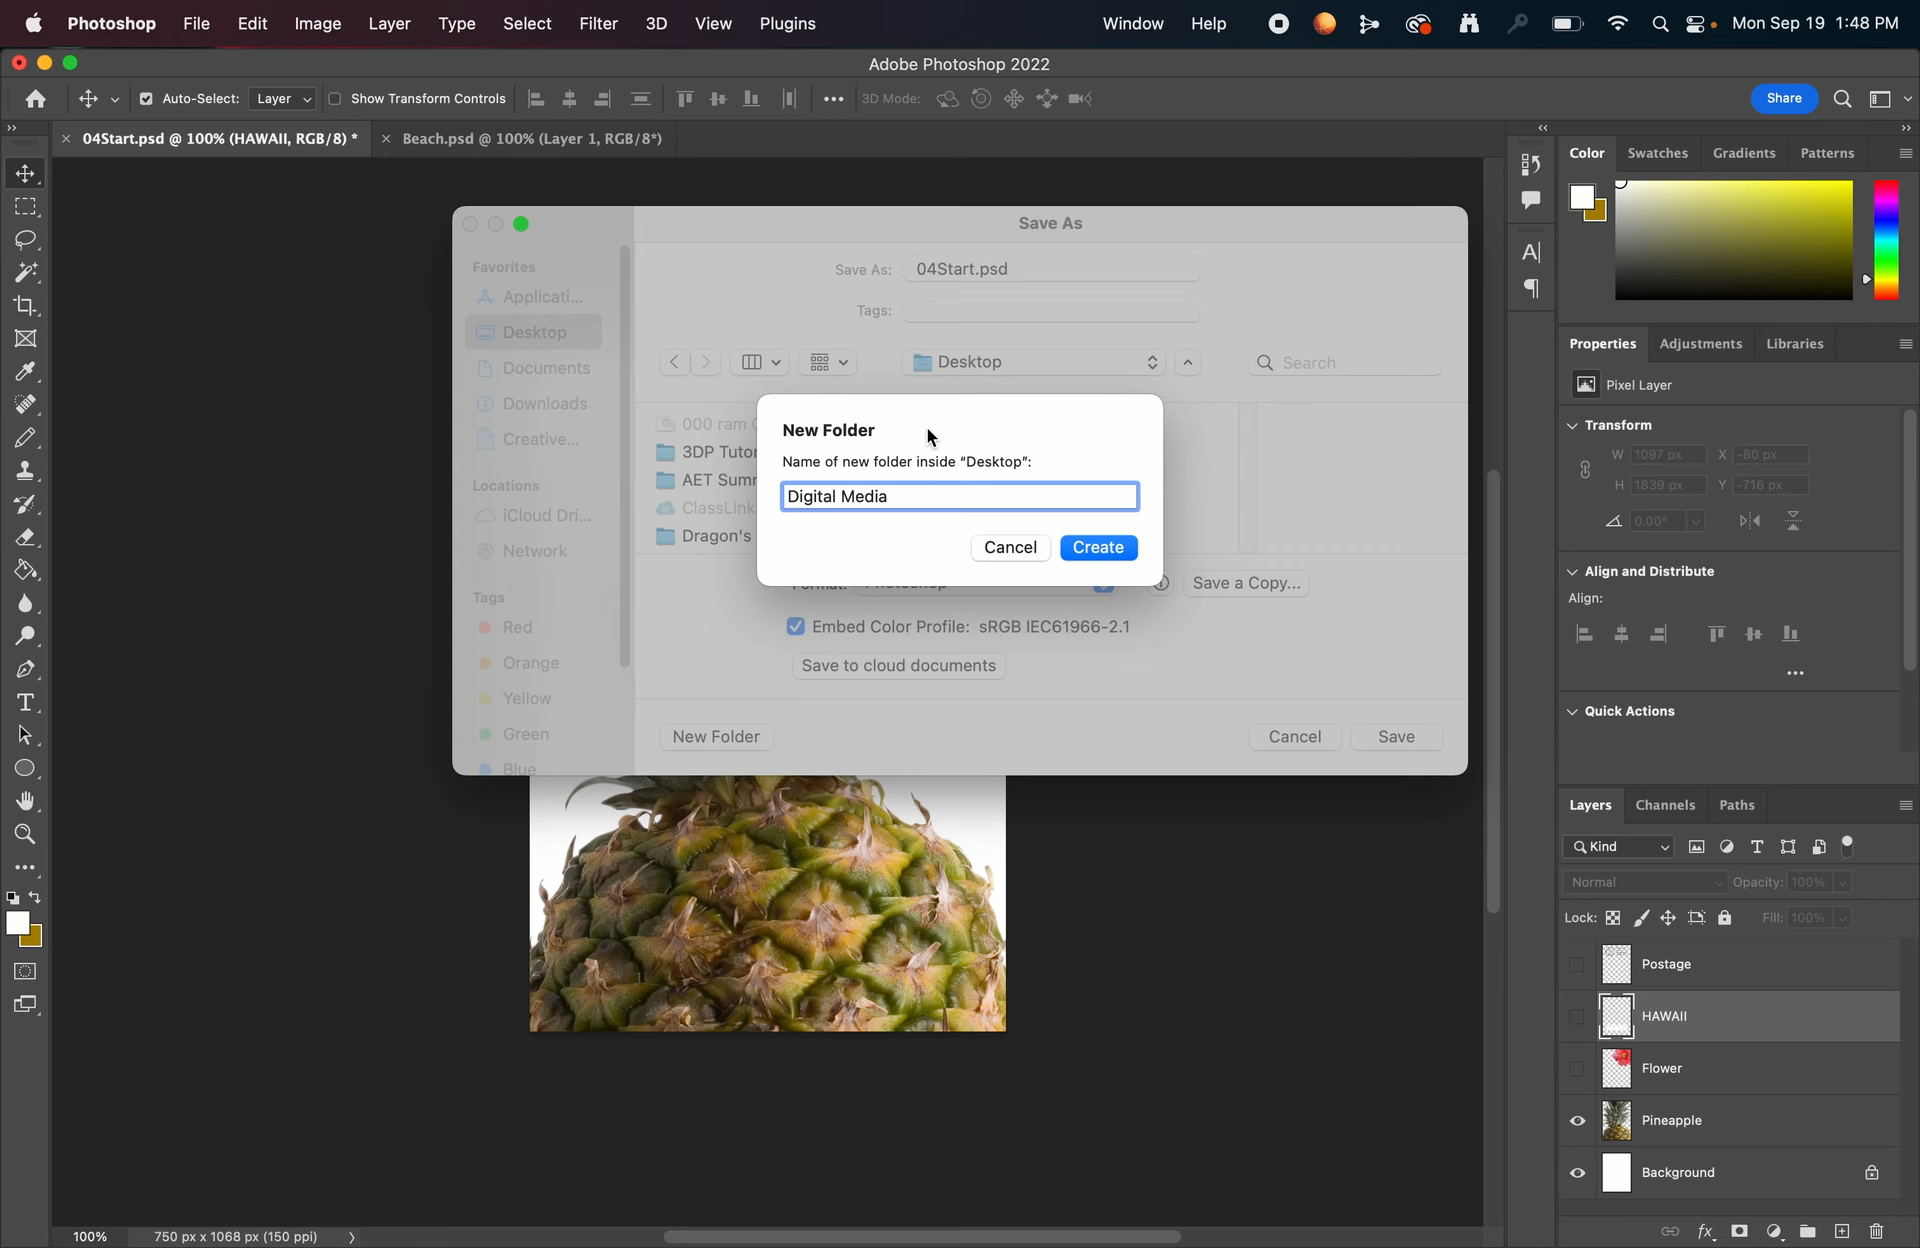 Photoshop File Edit Image Layer Type Select Filter 3D View Plugins Window Help Mon Sep 19 1:48 PM
Adobe Photoshop 2022
Auto-Select: Layer Show Transform Controls 3D Mode: Share
04Start.psd @ 100% (HAWAII, RGB/8) * Beach.psd @ 100% (Layer 1, RGB/8*)
Save As
Favorites
Applicati...
Desktop
Documents
Downloads
Creative...
Locations
iCloud Dri...
Network
Tags
Red
Orange
Yellow
Green
Blue
Save As: 04Start.psd
Tags:
Desktop
Search
000 ram
3DP Tutor
AET Summ
ClassLink
Dragon's
New Folder
Name of new folder inside “Desktop”:
Digital Media
Cancel Create
Format: Photoshop
Save a Copy...
Embed Color Profile: sRGB IEC61966-2.1
Save to cloud documents
New Folder Cancel Save
Color Swatches Gradients Patterns
Properties Adjustments Libraries
Pixel Layer
Transform
W 1097 px X -80 px
H 1839 px Y -716 px
0.00°
Align and Distribute
Align:
Quick Actions
Layers Channels Paths
Kind
Normal Opacity: 100%
Lock: Fill: 100%
Postage
HAWAII
Flower
Pineapple
Background
100% 750 px x 1068 px (150 ppi)